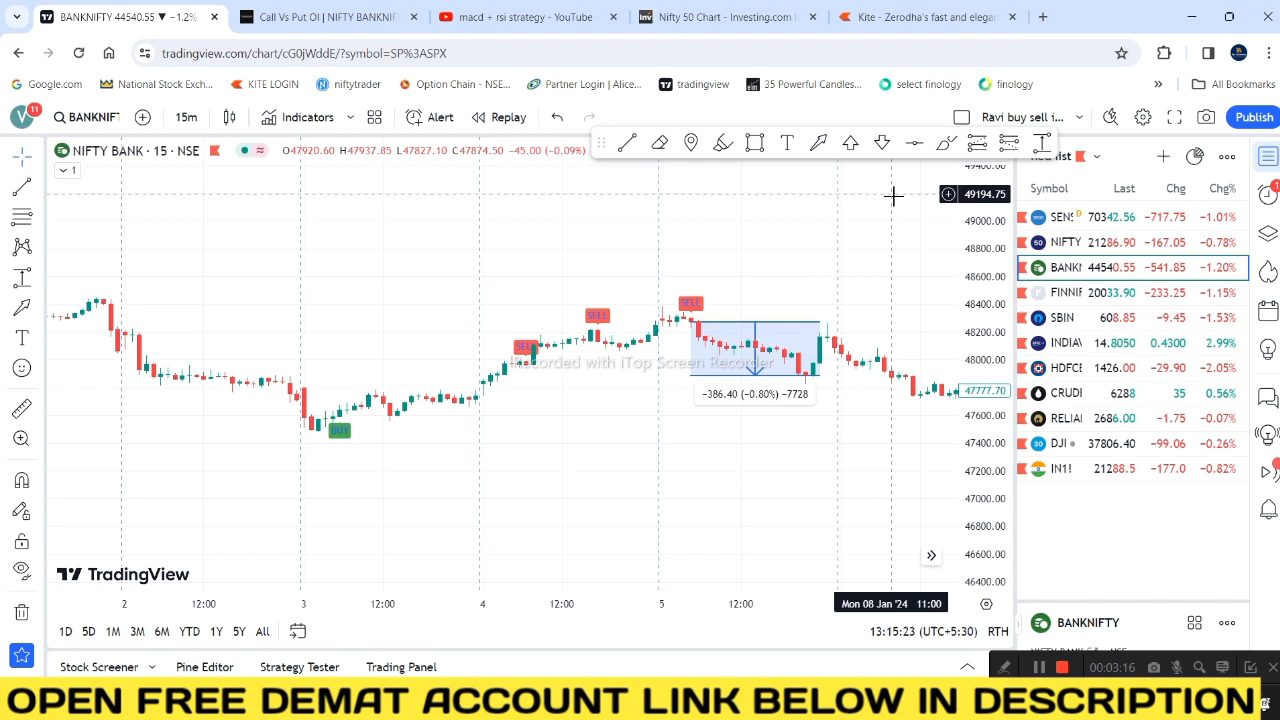 BANKNIFTY 44540.55 ▼ −1.2%
Call Vs Put OI | NIFTY BANK
macd + rsi strategy - YouTube
Nifty 50 Chart - Investing.com I
Kite - Zerodha's fast and elegan
tradingview.com/chart/cG0jWddE/?symbol=SP%3ASPX
Google.com
National Stock Exch...
KITE LOGIN
niftytrader
Option Chain - NSE...
Partner Login | Alice...
tradingview
35 Powerful Candles...
select finology
finology
All Bookmarks
V 11
BANKNIFT
15m
Indicators
Alert
Replay
Ravi buy sell i...
Publish
NIFTY BANK · 15 · NSE
O47920.60 H47937.85 L47827.10 C47874.50 −45.00 (−0.09%)
1
Red list
Symbol Last Chg Chg%
SENS D 70342.56 −717.75 −1.01%
NIFTY 21286.90 −167.05 −0.78%
BANKN 44540.55 −541.85 −1.20%
FINNIF 20033.90 −233.25 −1.15%
SBIN 608.85 −9.45 −1.53%
INDIAV 14.8050 0.4300 2.99%
HDFCE 1426.00 −29.90 −2.05%
CRUD 6288 35 0.56%
RELIA 2686.00 −1.75 −0.07%
DJI 37806.40 −99.06 −0.26%
IN1! 21288.5 −177.0 −0.82%
49400.00
49194.75
49000.00
48800.00
48600.00
48400.00
48200.00
48000.00
47777.70
47600.00
47400.00
47200.00
47000.00
46800.00
46600.00
46400.00
SELL
SELL
SELL
BUY
Recorded with iTop Screen Recorder
−386.40 (−0.80%) −7728
TradingView
2 12:00 3 12:00 4 12:00 5 12:00
Mon 08 Jan '24 11:00
1D 5D 1M 3M 6M YTD 1Y 5Y All
13:15:23 (UTC+5:30) RTH
BANKNIFTY
Stock Screener
Pine Editor
Strategy Tester
Trading Panel
00:03:16
OPEN FREE DEMAT ACCOUNT LINK BELOW IN DESCRIPTION